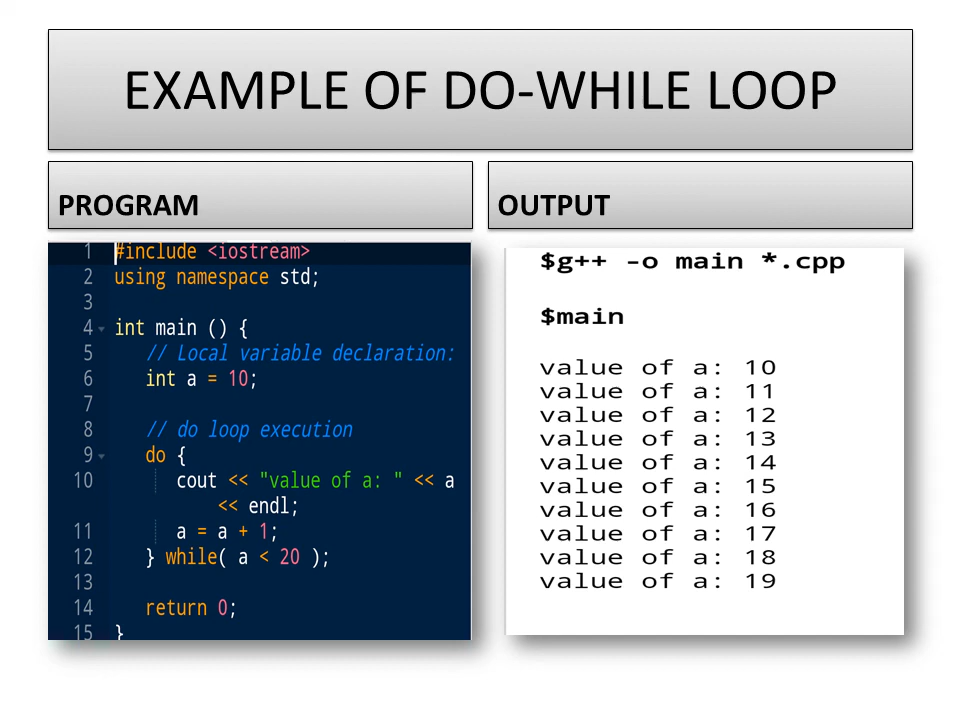 EXAMPLE OF DO-WHILE LOOP
PROGRAM
1 #include <iostream>
2 using namespace std;
3
4 int main () {
5 // Local variable declaration:
6 int a = 10;
7
8 // do loop execution
9 do {
10 cout << "value of a: " << a
<< endl;
11 a = a + 1;
12 } while( a < 20 );
13
14 return 0;
15 }
OUTPUT
$g++ -o main *.cpp
$main
value of a: 10
value of a: 11
value of a: 12
value of a: 13
value of a: 14
value of a: 15
value of a: 16
value of a: 17
value of a: 18
value of a: 19